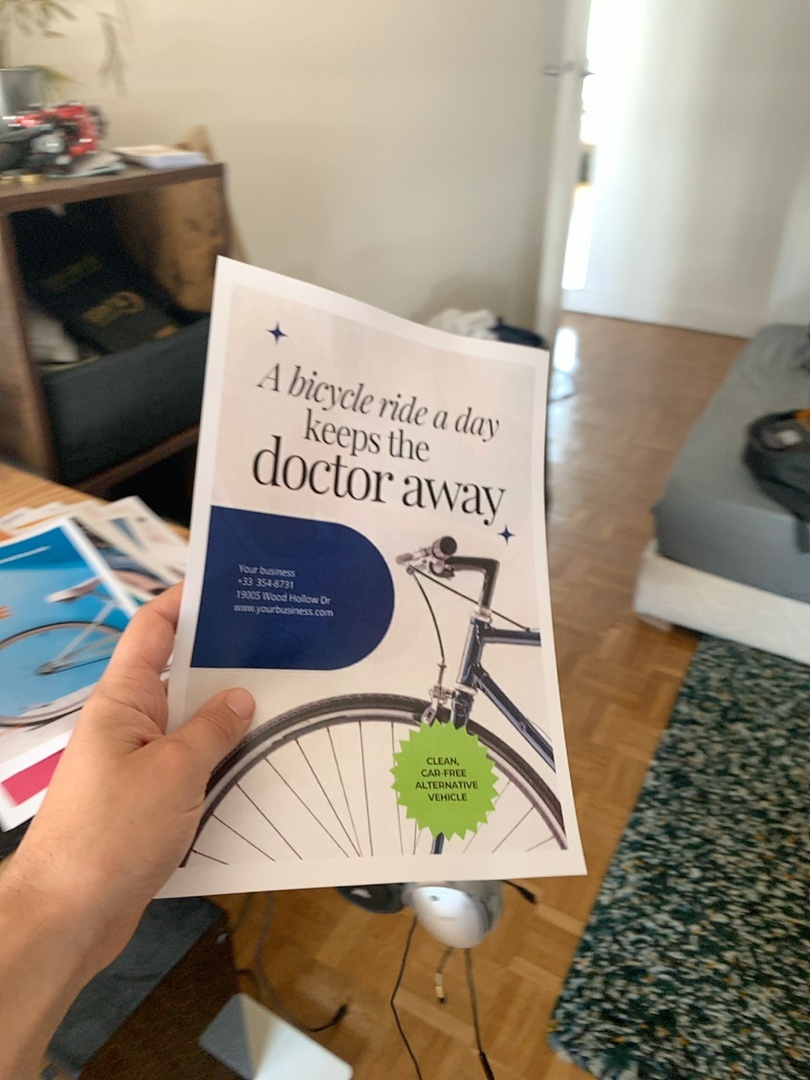 A bicycle ride a day
keeps the
doctor away
Your business
+33 354-8731
19005 Wood Hollow Dr
www.yourbusiness.com
CLEAN,
CAR-FREE
ALTERNATIVE
VEHICLE